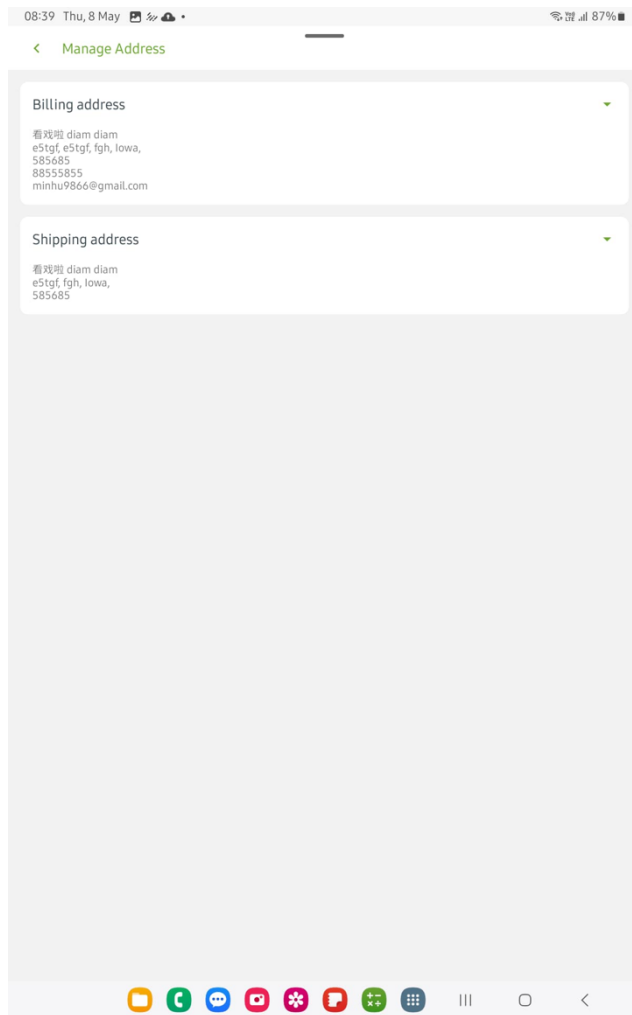 08:39 Thu, 8 May 87%
Manage Address
Billing address
看戏啦 diam diam
e5tgf, e5tgf, fgh, Iowa,
585685
88555855
minhu9866@gmail.com
Shipping address
看戏啦 diam diam
e5tgf, fgh, Iowa,
585685